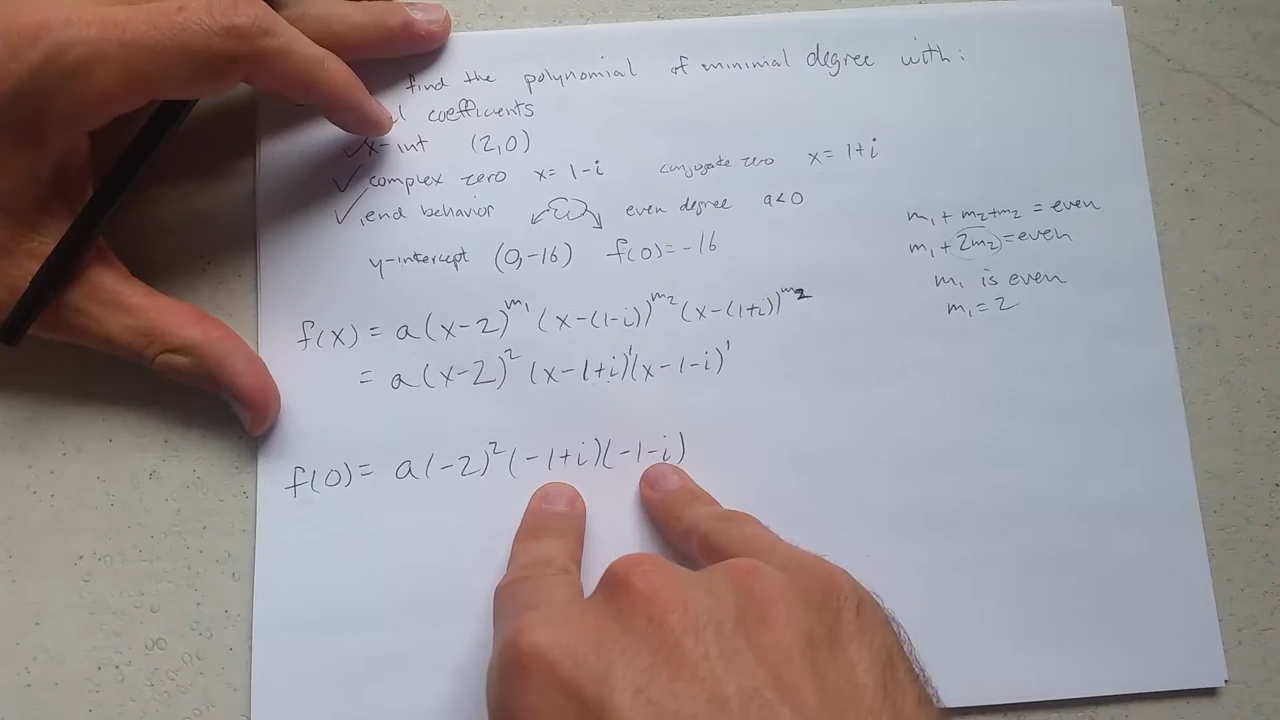 find the polynomial of minimal degree with:
coefficients
✓ x-int (2,0)
✓ complex zero x = 1-i conjugate zero x = 1+i
✓ end behavior even degree a<0
y-intercept (0,-16) f(0) = -16
m₁ + m₂ + m₂ = even
m₁ + 2m₂ = even
m₁ is even
m₁ = 2
f(x) = a(x-2)^m₁ (x-(1-i))^m₂ (x-(1+i))^m₂
= a(x-2)² (x-1+i)¹ (x-1-i)¹
f(0) = a(-2)² (-1+i)(-1-i)